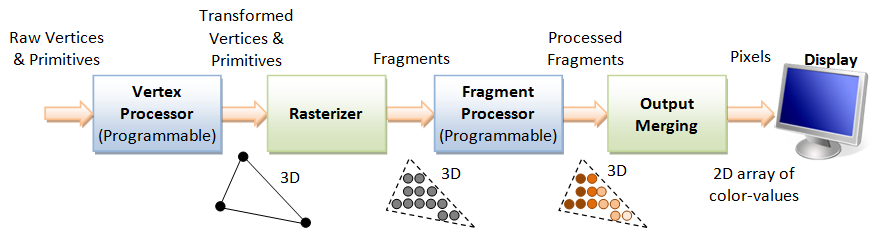 Raw Vertices
& Primitives
Transformed
Vertices &
Primitives
Fragments
Processed
Fragments
Pixels
Display
Vertex
Processor
(Programmable)
Rasterizer
Fragment
Processor
(Programmable)
Output
Merging
3D
3D
3D
2D array of
color-values